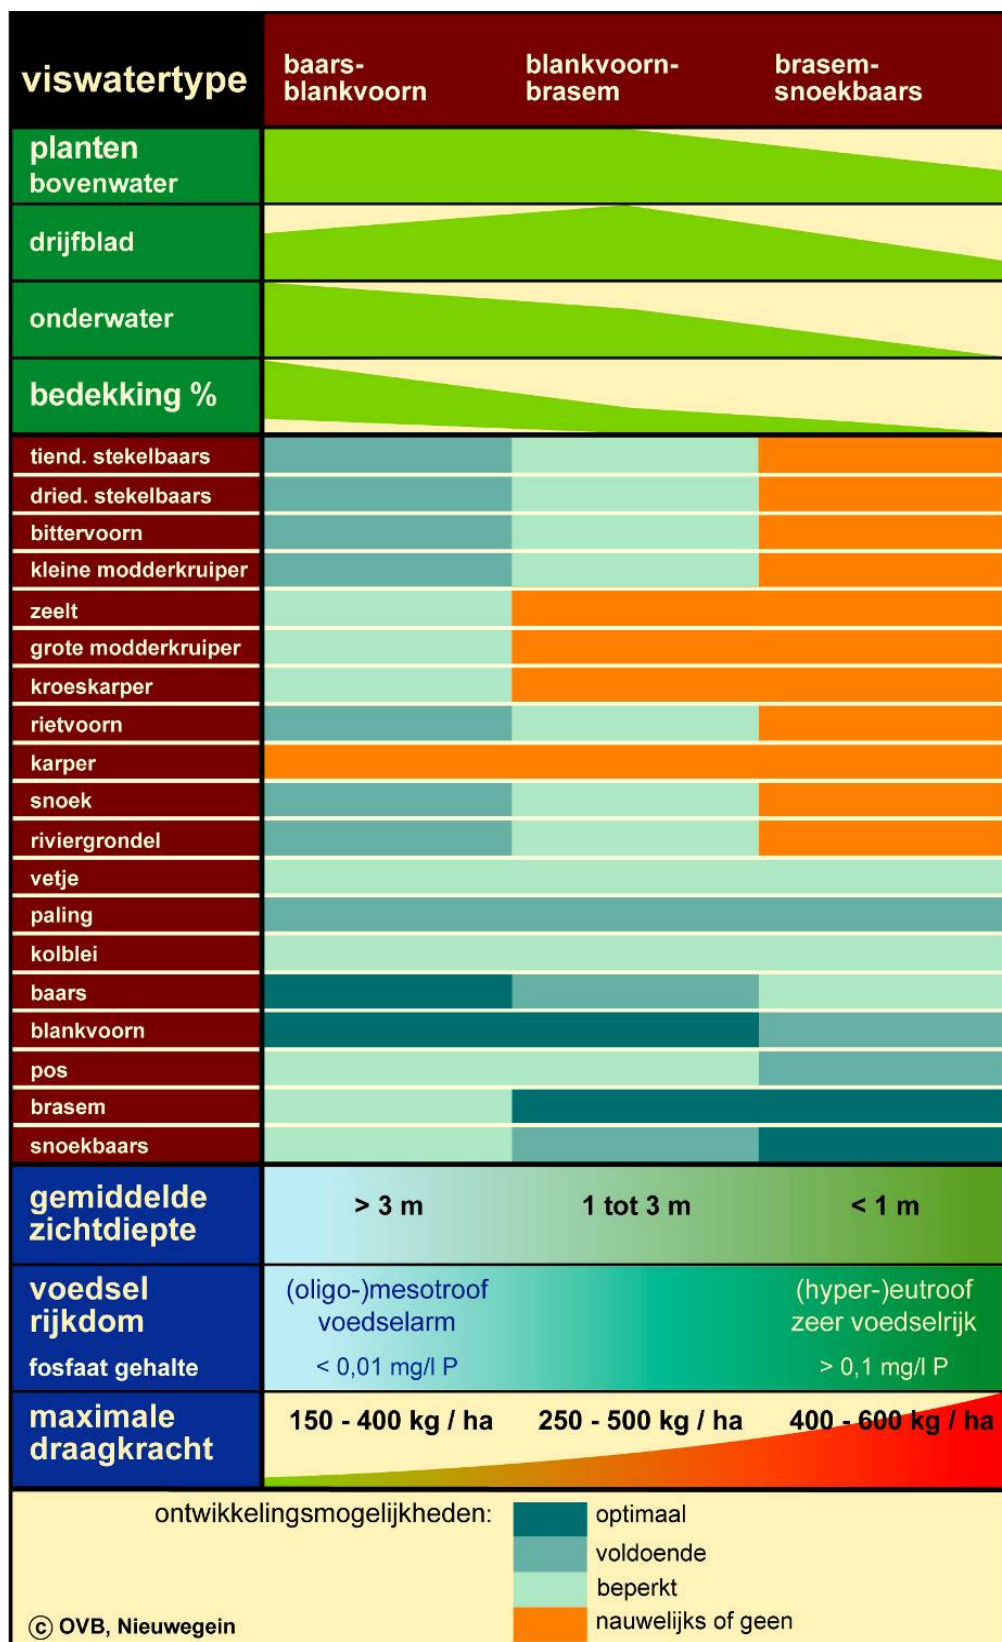 viswatertype
baars-
blankvoorn
blankvoorn-
brasem
brasem-
snoekbaars
planten
bovenwater
drijfblad
onderwater
bedekking %
tiend. stekelbaars
dried. stekelbaars
bittervoorn
kleine modderkruiper
zeelt
grote modderkruiper
kroeskarper
rietvoorn
karper
snoek
riviergrondel
vetje
paling
kolblei
baars
blankvoorn
pos
brasem
snoekbaars
gemiddelde
zichtdiepte
> 3 m
1 tot 3 m
< 1 m
voedsel
rijkdom
fosfaat gehalte
(oligo-)mesotroof
voedselarm
< 0,01 mg/l P
(hyper-)eutroof
zeer voedselrijk
> 0,1 mg/l P
maximale
draagkracht
150 - 400 kg / ha
250 - 500 kg / ha
400 - 600 kg / ha
ontwikkelingsmogelijkheden:
optimaal
voldoende
beperkt
nauwelijks of geen
© OVB, Nieuwegein